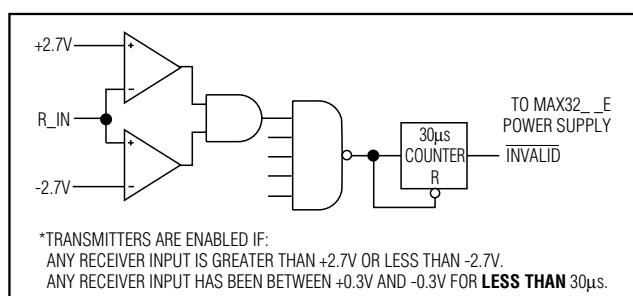 +2.7V
R_IN
-2.7V
30µs
COUNTER
R
TO MAX32_ _E
POWER SUPPLY
INVALID
*TRANSMITTERS ARE ENABLED IF:
ANY RECEIVER INPUT IS GREATER THAN +2.7V OR LESS THAN -2.7V.
ANY RECEIVER INPUT HAS BEEN BETWEEN +0.3V AND -0.3V FOR LESS THAN 30µs.